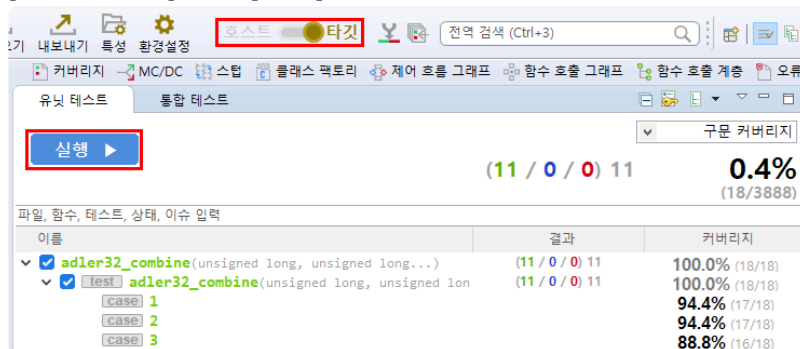 내보내기 특성 환경설정 호스트 타깃 전역 검색 (Ctrl+3)
커버리지 MC/DC 스텁 클래스 팩토리 제어 흐름 그래프 함수 호출 그래프 함수 호출 계층 오류
유닛 테스트 통합 테스트
구문 커버리지
실행
(11 / 0 / 0) 11 0.4%
(18/3888)
파일, 함수, 테스트, 상태, 이슈 입력
이름 결과 커버리지
adler32_combine(unsigned long, unsigned long...) (11 / 0 / 0) 11 100.0% (18/18)
test adler32_combine(unsigned long, unsigned lon (11 / 0 / 0) 11 100.0% (18/18)
case 1 94.4% (17/18)
case 2 94.4% (17/18)
case 3 88.8% (16/18)